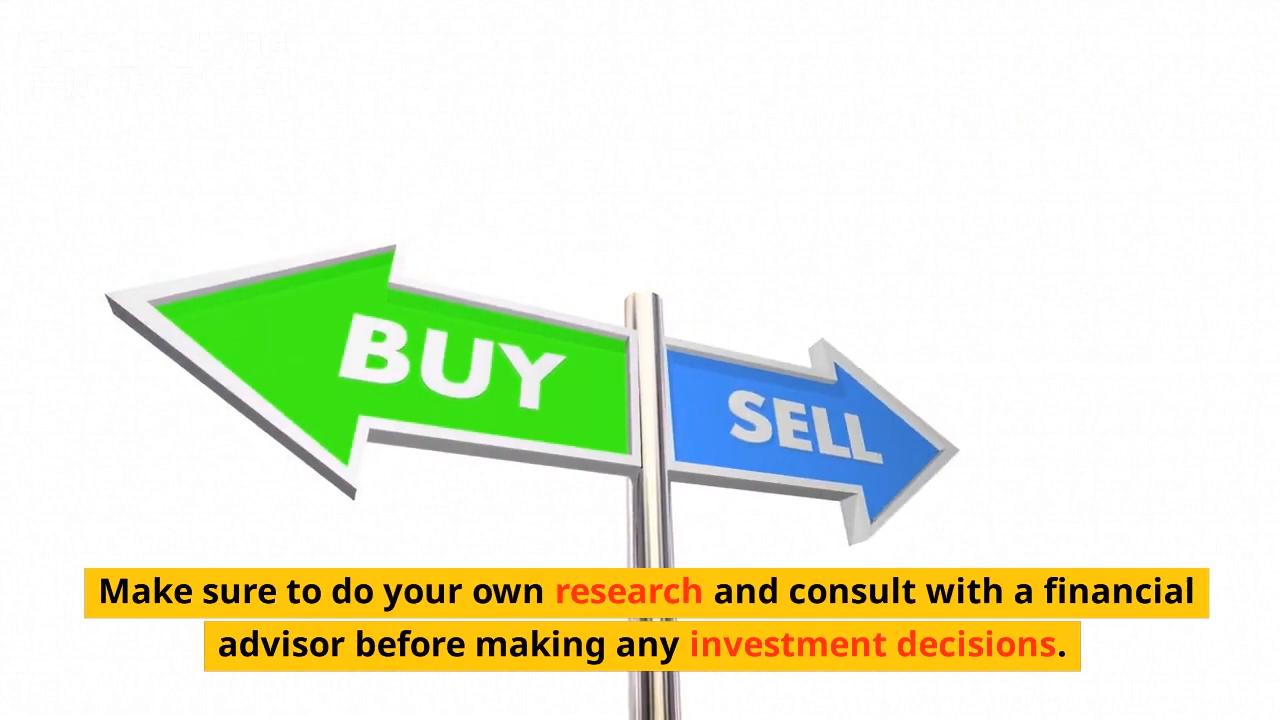 BUY
SELL
Make sure to do your own research and consult with a financial
advisor before making any investment decisions.